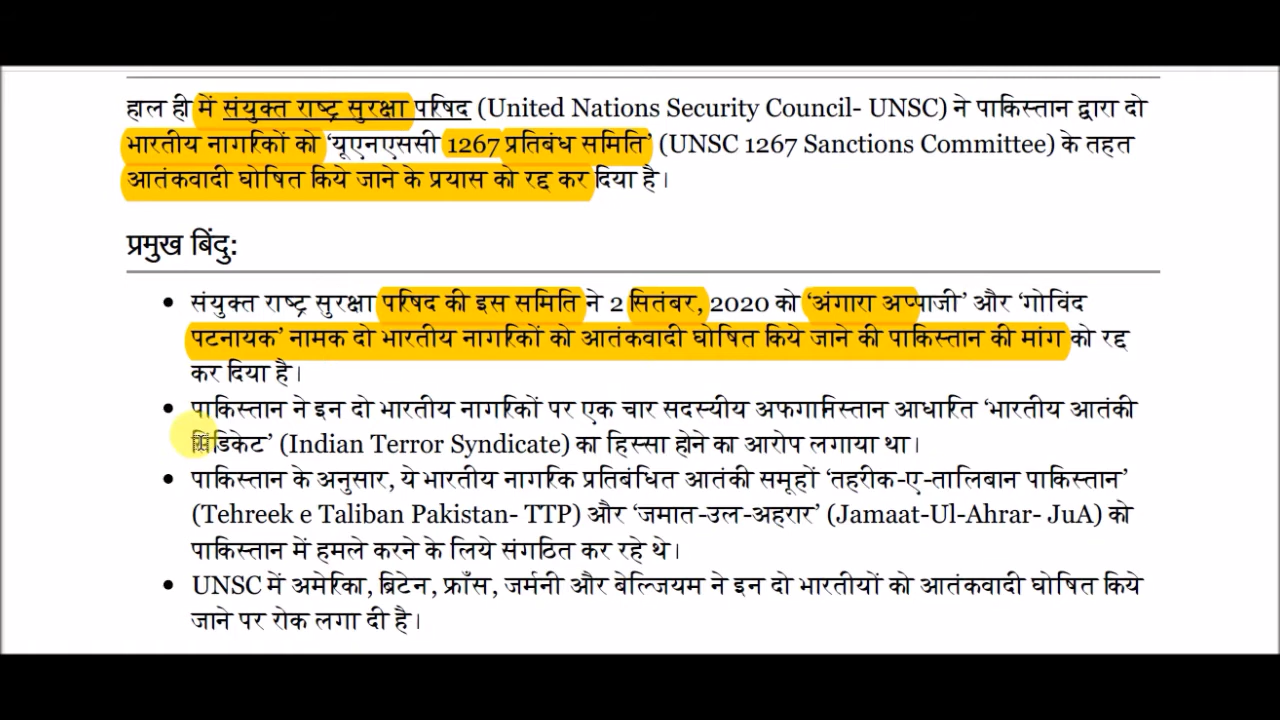 हाल ही में संयुक्त राष्ट्र सुरक्षा परिषद (United Nations Security Council- UNSC) ने पाकिस्तान द्वारा दो
भारतीय नागरिकों को ‘यूएनएससी 1267 प्रतिबंध समिति’ (UNSC 1267 Sanctions Committee) के तहत
आतंकवादी घोषित किये जाने के प्रयास को रद्द कर दिया है।
प्रमुख बिंदु:
• संयुक्त राष्ट्र सुरक्षा परिषद की इस समिति ने 2 सितंबर, 2020 को ‘अंगारा अप्पाजी’ और ‘गोविंद
पटनायक’ नामक दो भारतीय नागरिकों को आतंकवादी घोषित किये जाने की पाकिस्तान की मांग को रद्द
कर दिया है।
• पाकिस्तान ने इन दो भारतीय नागरिकों पर एक चार सदस्यीय अफगानिस्तान आधारित ‘भारतीय आतंकी
सिंडिकेट’ (Indian Terror Syndicate) का हिस्सा होने का आरोप लगाया था।
• पाकिस्तान के अनुसार, ये भारतीय नागरिक प्रतिबंधित आतंकी समूहों ‘तहरीक-ए-तालिबान पाकिस्तान’
(Tehreek e Taliban Pakistan- TTP) और ‘जमात-उल-अहरार’ (Jamaat-Ul-Ahrar- JuA) को
पाकिस्तान में हमले करने के लिये संगठित कर रहे थे।
• UNSC में अमेरिका, ब्रिटेन, फ्राँस, जर्मनी और बेल्जियम ने इन दो भारतीयों को आतंकवादी घोषित किये
जाने पर रोक लगा दी है।